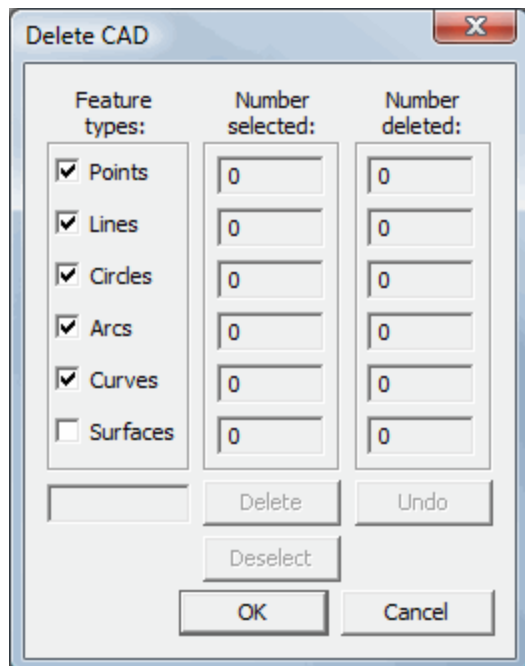 Delete CAD
Feature types:
Number selected:
Number deleted:
Points 0 0
Lines 0 0
Circles 0 0
Arcs 0 0
Curves 0 0
Surfaces 0 0
Delete Undo
Deselect
OK Cancel